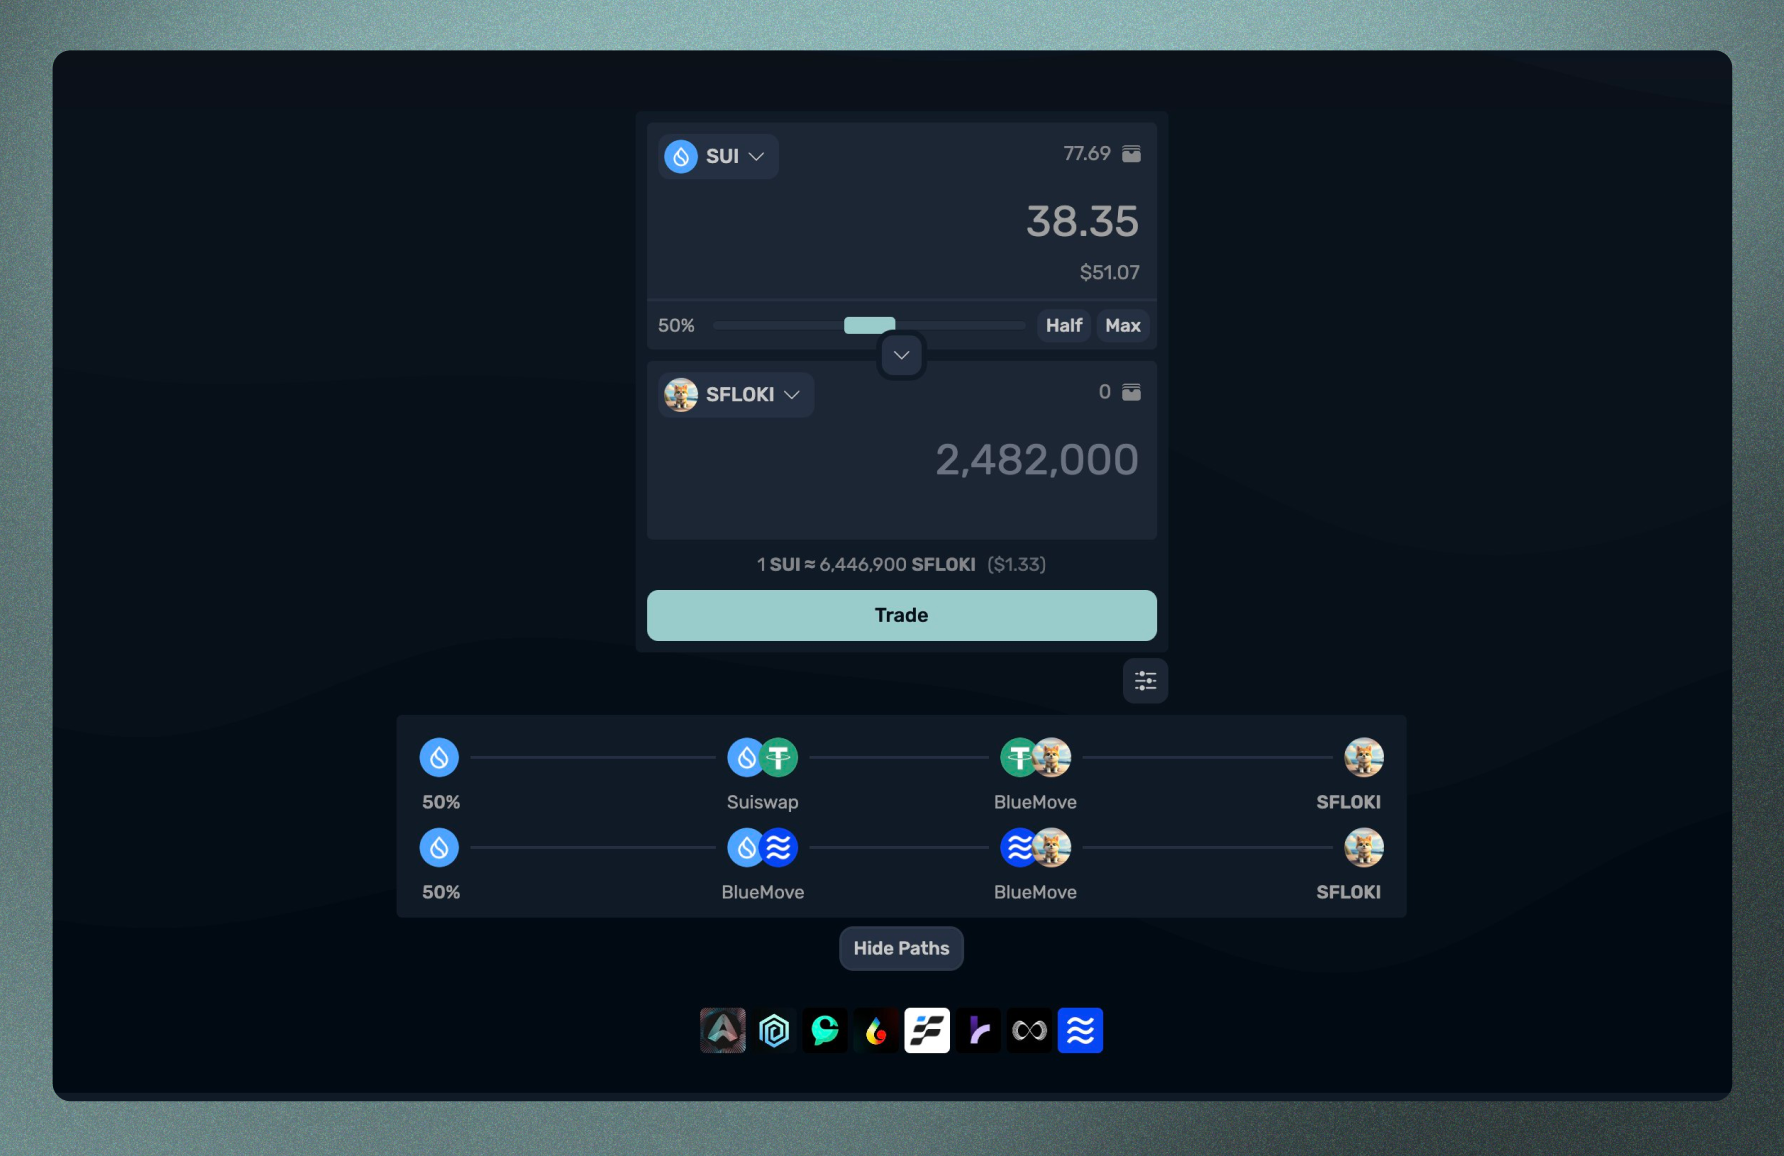 SUI
77.69
38.35
$51.07
50%
Half
Max
SFLOKI
0
2,482,000
1 SUI ≈ 6,446,900 SFLOKI ($1.33)
Trade
50%
Suiswap
BlueMove
SFLOKI
50%
BlueMove
BlueMove
SFLOKI
Hide Paths